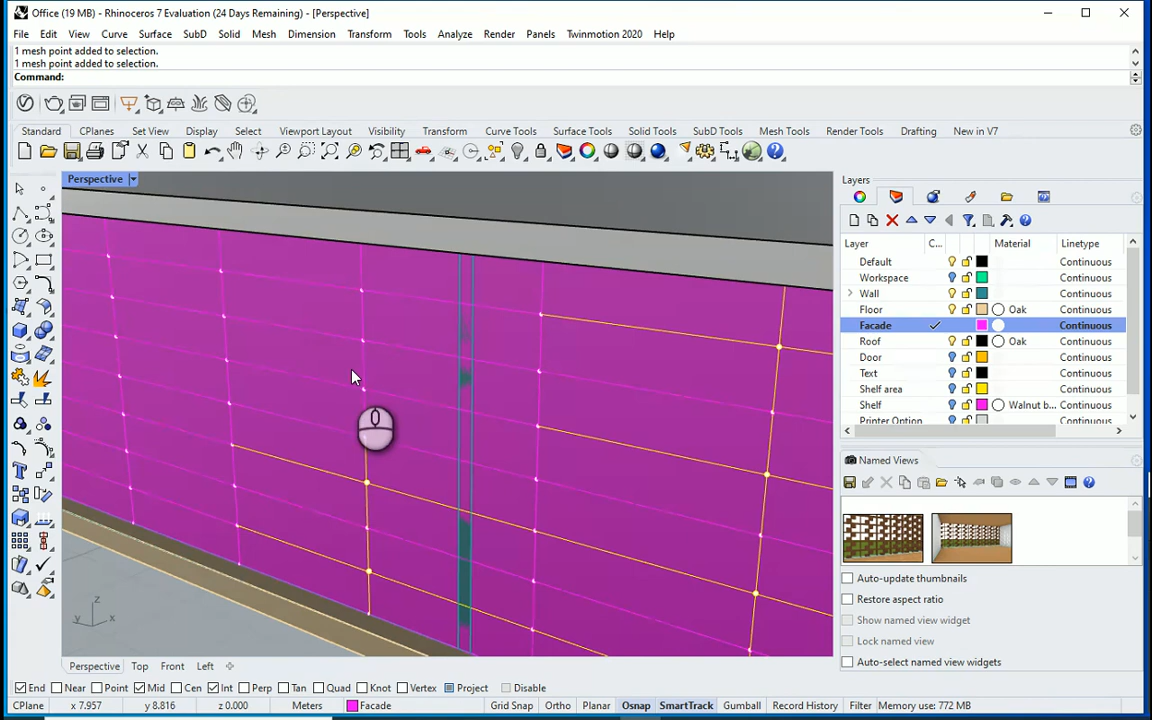 Office (19 MB) - Rhinoceros 7 Evaluation (24 Days Remaining) - [Perspective]
File Edit View Curve Surface SubD Solid Mesh Dimension Transform Tools Analyze Render Panels Twinmotion 2020 Help
1 mesh point added to selection.
1 mesh point added to selection.
Command:
Standard CPlanes Set View Display Select Viewport Layout Visibility Transform Curve Tools Surface Tools Solid Tools SubD Tools Mesh Tools Render Tools Drafting New in V7
Perspective
Layers
Layer C... Material Linetype
Default Continuous
Workspace Continuous
Wall Continuous
Floor Oak Continuous
Facade Continuous
Roof Oak Continuous
Door Continuous
Text Continuous
Shelf area Continuous
Shelf Walnut b... Continuous
Printer Option Continuous
Named Views
Auto-update thumbnails
Restore aspect ratio
Show named view widget
Lock named view
Auto-select named view widgets
z
y x
Perspective Top Front Left
End Near Point Mid Cen Int Perp Tan Quad Knot Vertex Project Disable
CPlane x 7.957 y 8.816 z 0.000 Meters Facade Grid Snap Ortho Planar Osnap SmartTrack Gumball Record History Filter Memory use: 772 MB